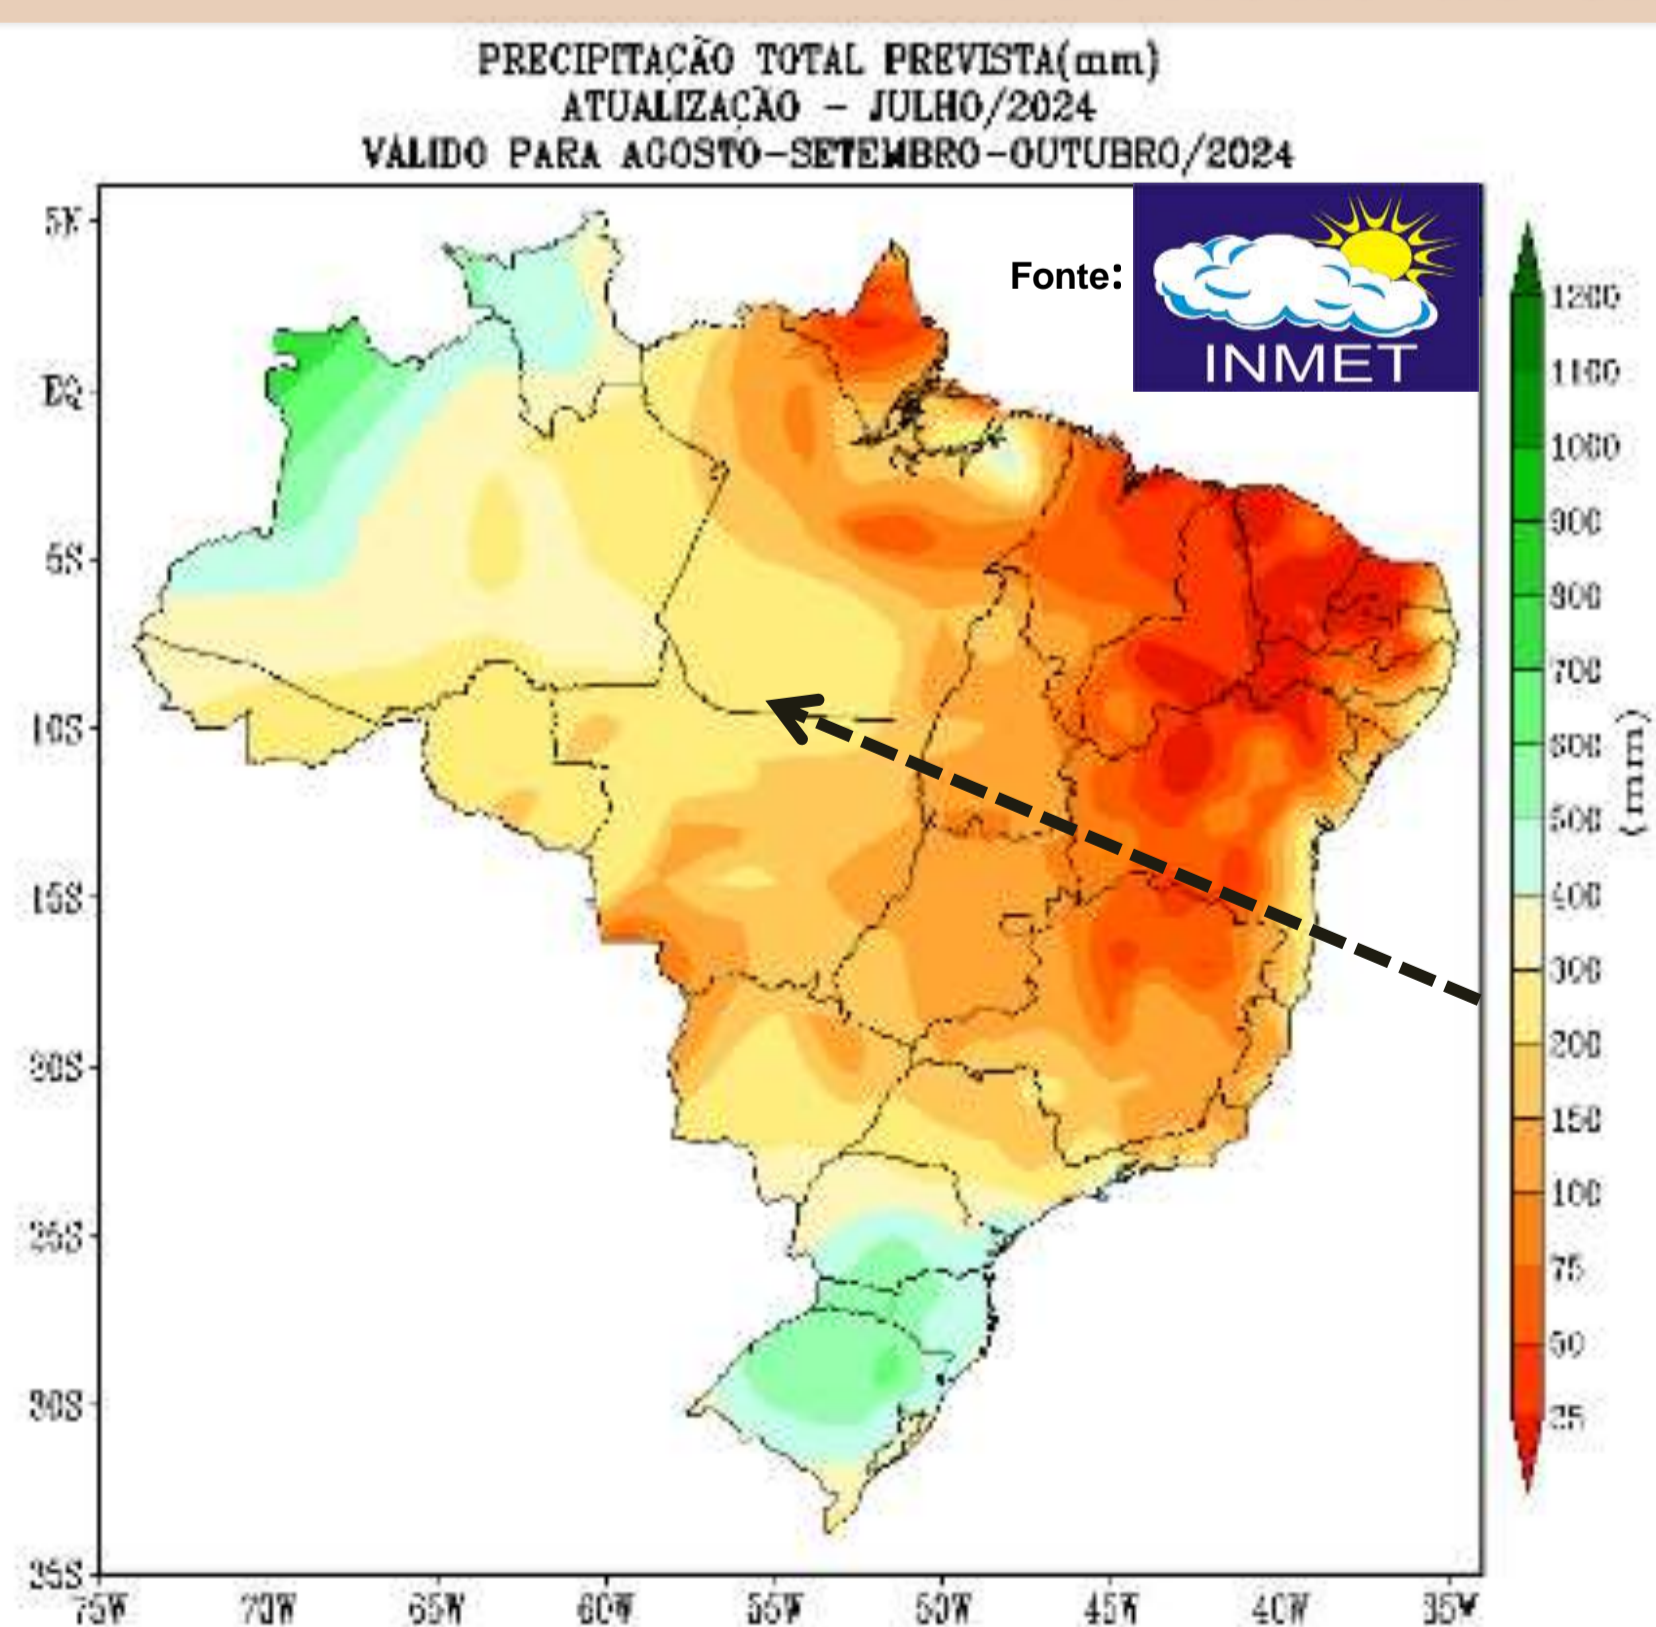 PRECIPITAÇÃO TOTAL PREVISTA(mm)
ATUALIZAÇÃO - JULHO/2024
VÁLIDO PARA AGOSTO-SETEMBRO-OUTUBRO/2024
Fonte:
INMET
5N
EQ
5S
10S
15S
20S
25S
30S
35S
75W 70W 65W 60W 55W 50W 45W 40W 35W
1200
1100
1000
900
800
700
600
500
400
300
200
150
100
75
50
25
(mm)